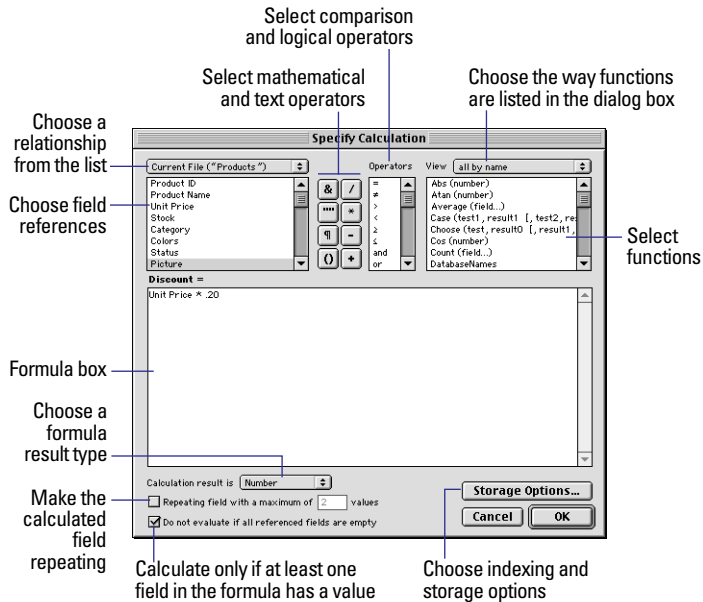 Select comparison
and logical operators
Select mathematical
and text operators
Choose the way functions
are listed in the dialog box
Choose a
relationship
from the list
Choose field
references
Specify Calculation
Current File ("Products")
Operators
View all by name
Product ID
Product Name
Unit Price
Stock
Category
Colors
Status
Picture
& /
"" *
¶ -
() +
=
≠
>
<
≥
≤
and
or
Abs (number)
Atan (number)
Average (field...)
Case (test1, result1 [, test2, re
Choose (test, result0 [, result1,
Cos (number)
Count (field...)
DatabaseNames
Select
functions
Discount =
Unit Price * .20
Formula box
Choose a
formula
result type
Calculation result is Number
Make the
calculated
field
repeating
Repeating field with a maximum of 2 values
Do not evaluate if all referenced fields are empty
Storage Options...
Cancel OK
Calculate only if at least one
field in the formula has a value
Choose indexing and
storage options